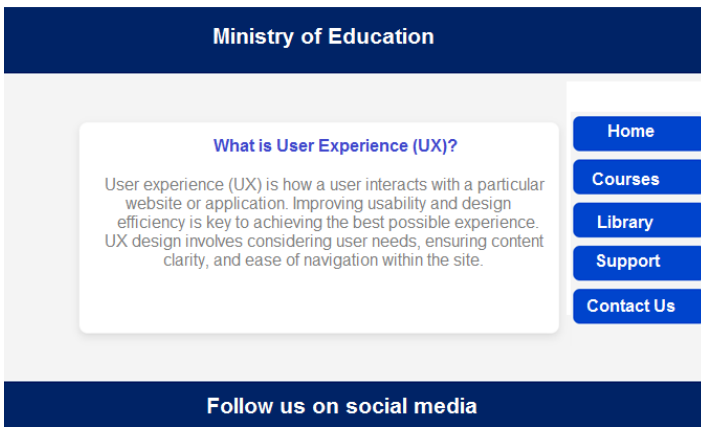 Ministry of Education
What is User Experience (UX)?
User experience (UX) is how a user interacts with a particular
website or application. Improving usability and design
efficiency is key to achieving the best possible experience.
UX design involves considering user needs, ensuring content
clarity, and ease of navigation within the site.
Home
Courses
Library
Support
Contact Us
Follow us on social media